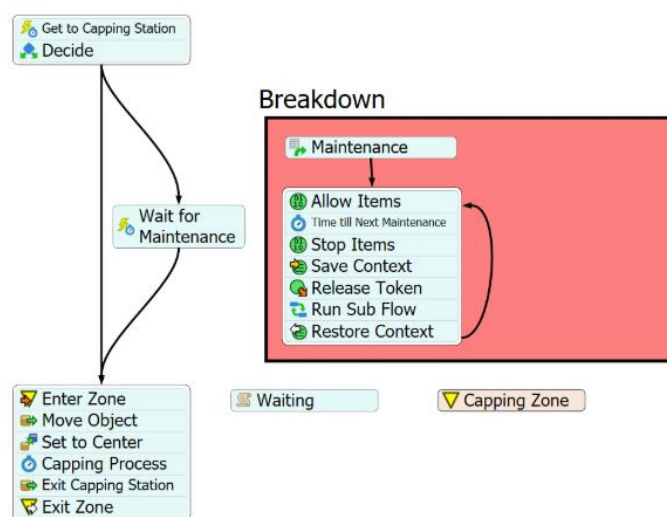 Get to Capping Station
Decide
Breakdown
Maintenance
Allow Items
Time till Next Maintenance
Stop Items
Save Context
Release Token
Run Sub Flow
Restore Context
Wait for
Maintenance
Enter Zone
Move Object
Set to Center
Capping Process
Exit Capping Station
Exit Zone
Waiting
Capping Zone